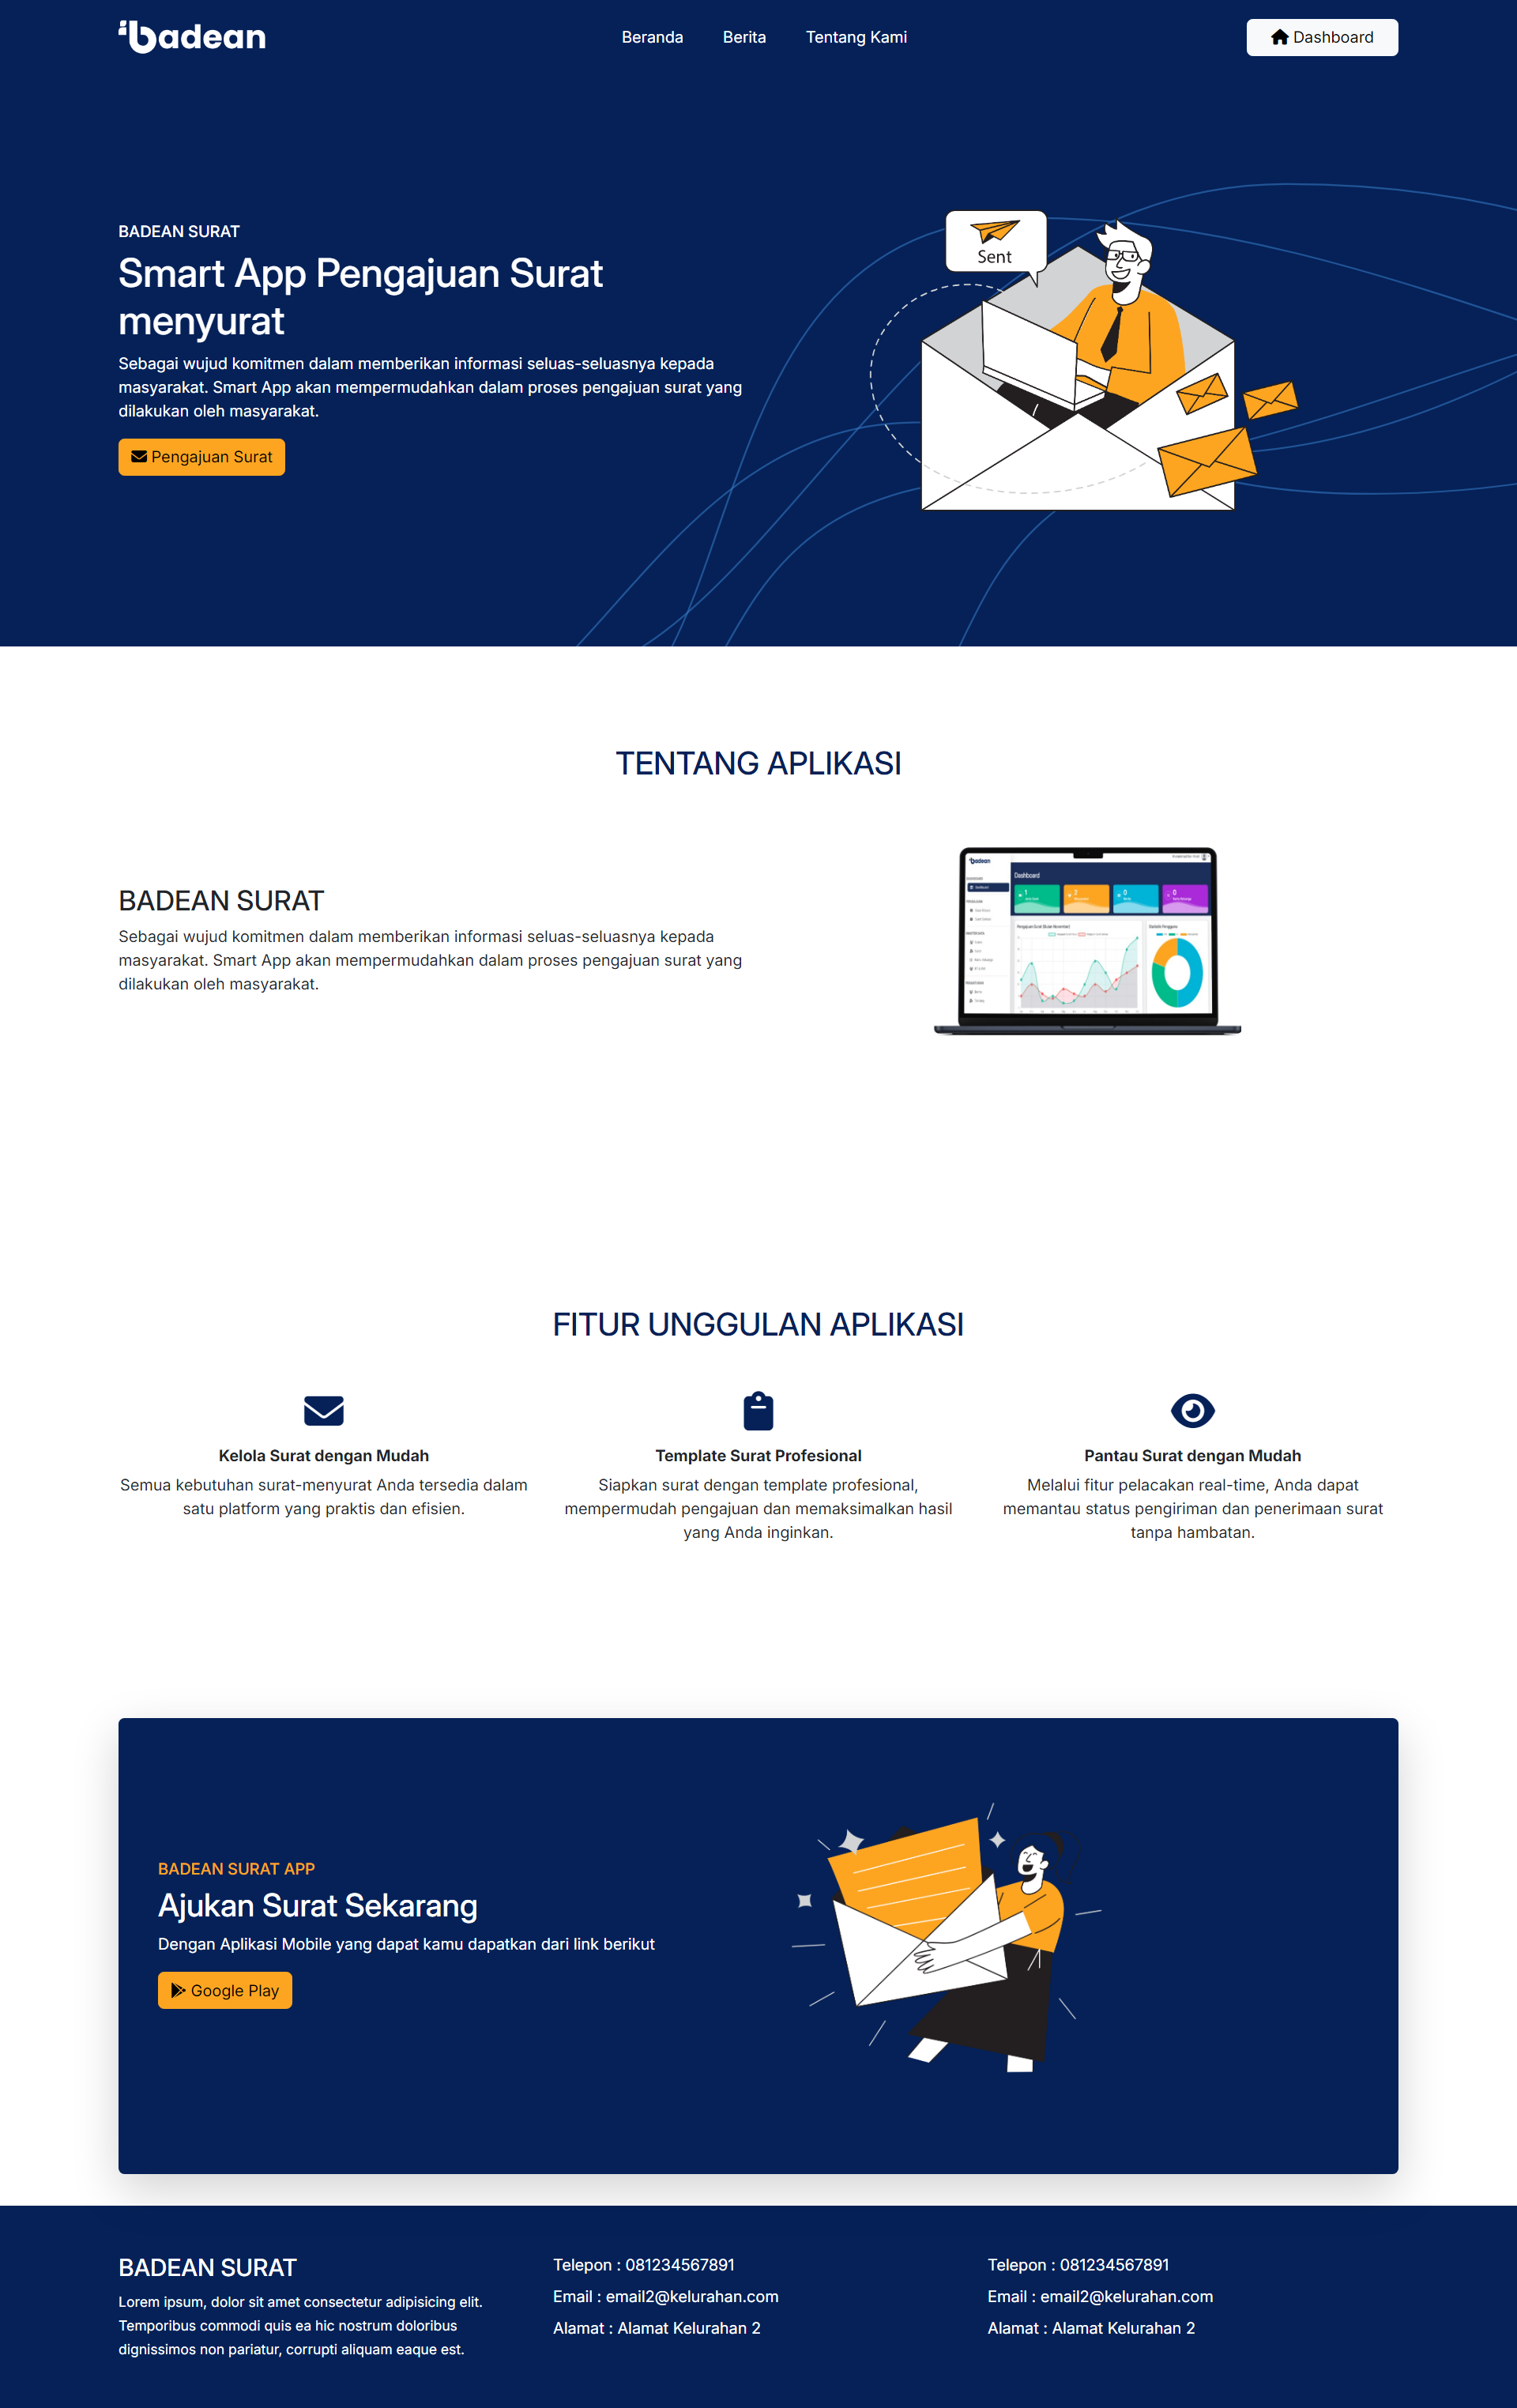 badean
Beranda
Berita
Tentang Kami
Dashboard
BADEAN SURAT
Smart App Pengajuan Surat
menyurat
Sebagai wujud komitmen dalam memberikan informasi seluas-seluasnya kepada
masyarakat. Smart App akan mempermudahkan dalam proses pengajuan surat yang
dilakukan oleh masyarakat.
Pengajuan Surat
Sent
TENTANG APLIKASI
BADEAN SURAT
Sebagai wujud komitmen dalam memberikan informasi seluas-seluasnya kepada
masyarakat. Smart App akan mempermudahkan dalam proses pengajuan surat yang
dilakukan oleh masyarakat.
badean
Dashboard
FITUR UNGGULAN APLIKASI
Kelola Surat dengan Mudah
Semua kebutuhan surat-menyurat Anda tersedia dalam
satu platform yang praktis dan efisien.
Template Surat Profesional
Siapkan surat dengan template profesional,
mempermudah pengajuan dan memaksimalkan hasil
yang Anda inginkan.
Pantau Surat dengan Mudah
Melalui fitur pelacakan real-time, Anda dapat
memantau status pengiriman dan penerimaan surat
tanpa hambatan.
BADEAN SURAT APP
Ajukan Surat Sekarang
Dengan Aplikasi Mobile yang dapat kamu dapatkan dari link berikut
Google Play
BADEAN SURAT
Lorem ipsum, dolor sit amet consectetur adipisicing elit.
Temporibus commodi quis ea hic nostrum doloribus
dignissimos non pariatur, corrupti aliquam eaque est.
Telepon : 081234567891
Email : email2@kelurahan.com
Alamat : Alamat Kelurahan 2
Telepon : 081234567891
Email : email2@kelurahan.com
Alamat : Alamat Kelurahan 2